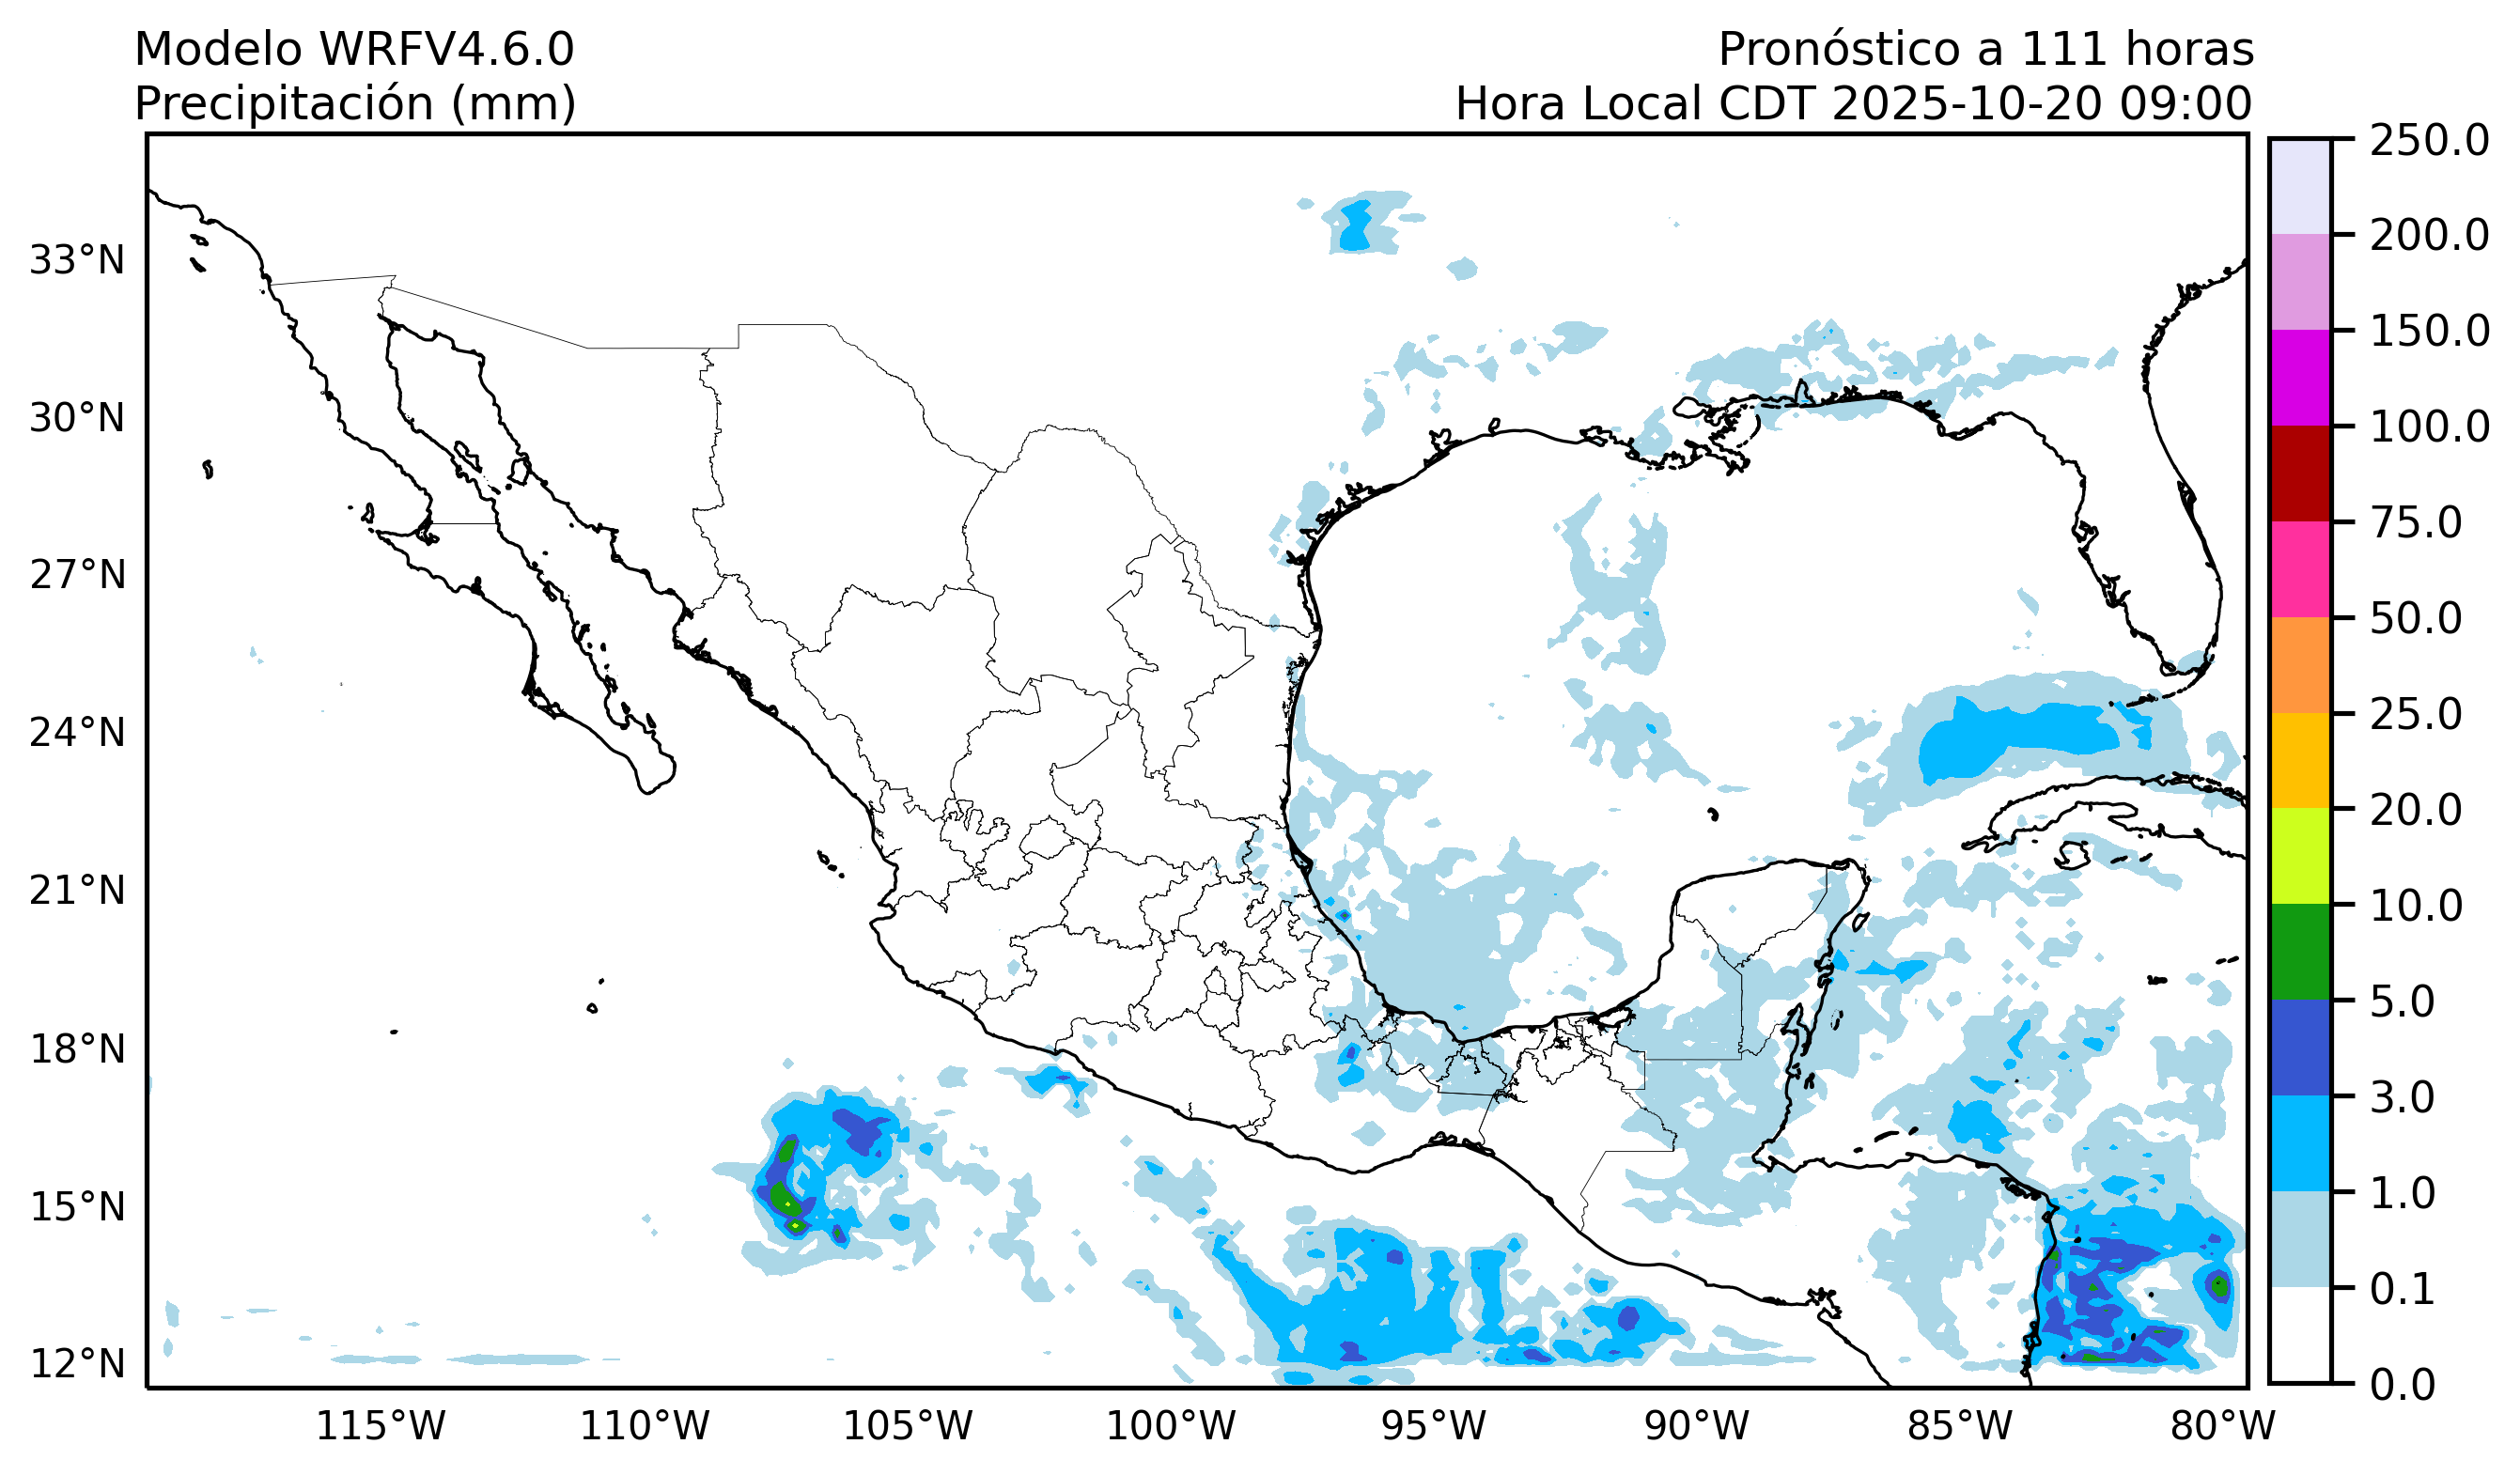 Modelo WRFV4.6.0
Precipitación (mm)
Pronóstico a 111 horas
Hora Local CDT 2025-10-20 09:00
33°N
30°N
27°N
24°N
21°N
18°N
15°N
12°N
115°W
110°W
105°W
100°W
95°W
90°W
85°W
80°W
250.0
200.0
150.0
100.0
75.0
50.0
25.0
20.0
10.0
5.0
3.0
1.0
0.1
0.0